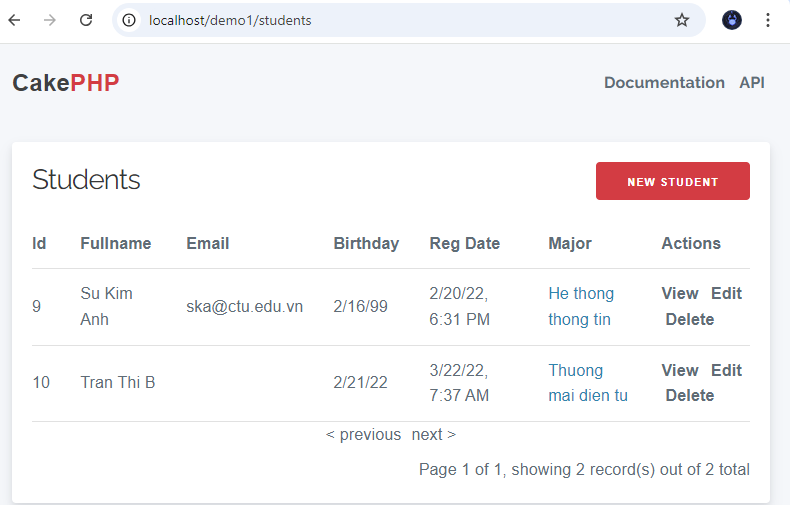 localhost/demo1/students
CakePHP
Documentation API
Students
NEW STUDENT
Id Fullname Email Birthday Reg Date Major Actions
9 Su Kim Anh ska@ctu.edu.vn 2/16/99 2/20/22, 6:31 PM He thong thong tin View Edit Delete
10 Tran Thi B 2/21/22 3/22/22, 7:37 AM Thuong mai dien tu View Edit Delete
< previous next >
Page 1 of 1, showing 2 record(s) out of 2 total